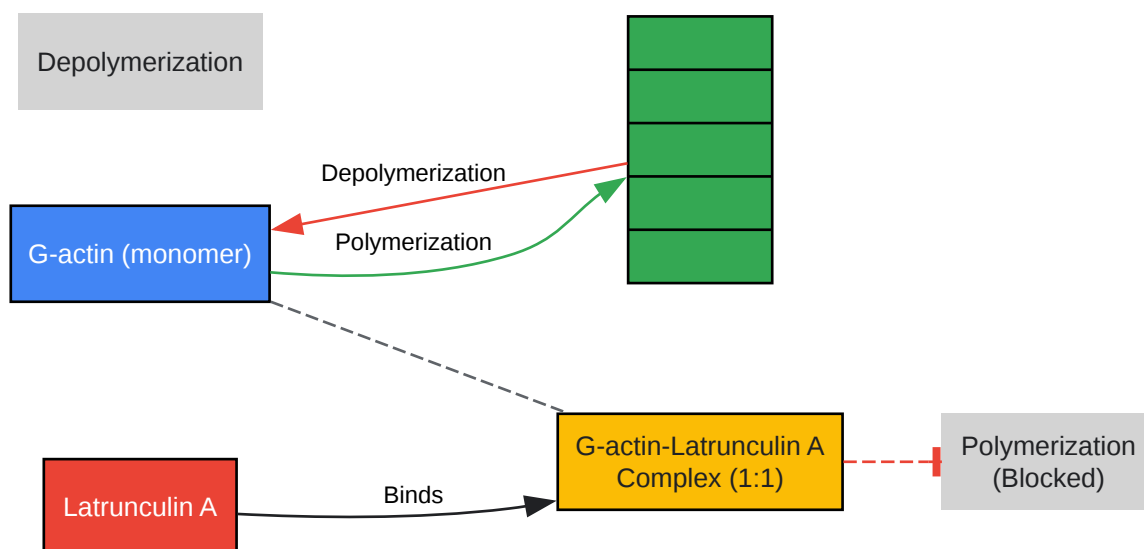 Depolymerization
Depolymerization
Polymerization
G-actin (monomer)
G-actin-Latrunculin A
Complex (1:1)
Polymerization
(Blocked)
Binds
Latrunculin A